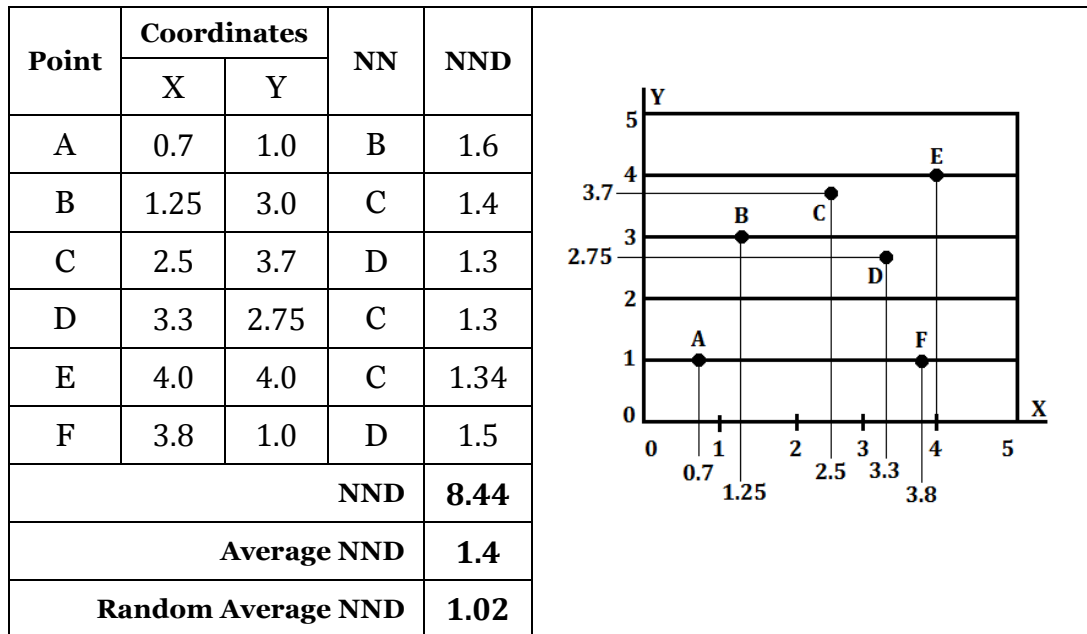 Point Coordinates NN NND
X Y
A 0.7 1.0 B 1.6
B 1.25 3.0 C 1.4
C 2.5 3.7 D 1.3
D 3.3 2.75 C 1.3
E 4.0 4.0 C 1.34
F 3.8 1.0 D 1.5
NND 8.44
Average NND 1.4
Random Average NND 1.02
Y
5
E
4
3.7
C
B
3
2.75
D
2
A F
1
0 X
0 1 2 3 4 5
0.7 2.5 3.3
1.25 3.8